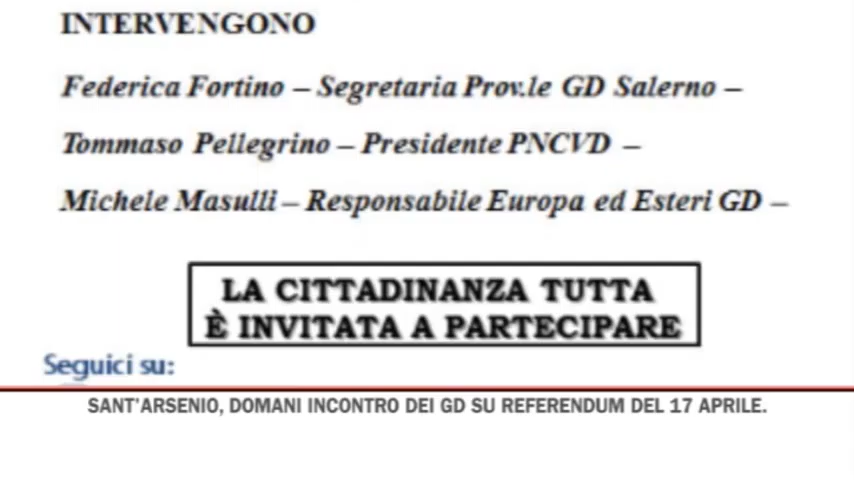 INTERVENGONO
Federica Fortino – Segretaria Prov.le GD Salerno –
Tommaso Pellegrino – Presidente PNCVD –
Michele Masulli – Responsabile Europa ed Esteri GD –
LA CITTADINANZA TUTTA
È INVITATA A PARTECIPARE
Seguici su:
SANT'ARSENIO, DOMANI INCONTRO DEI GD SU REFERENDUM DEL 17 APRILE.